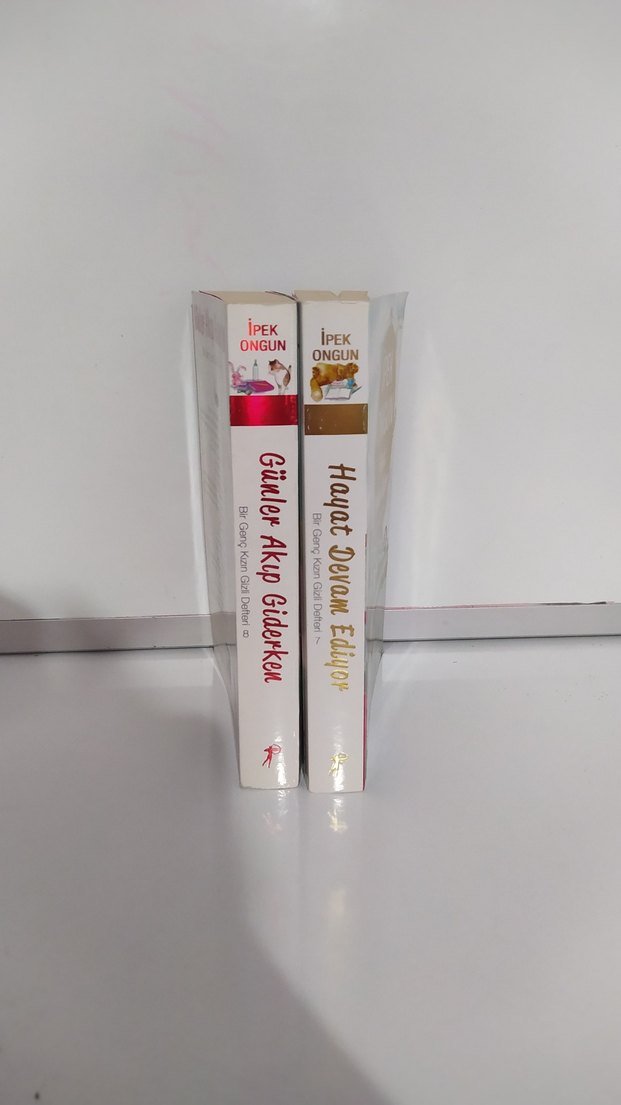 İPEK
ONGUN
Günler Akıp Giderken
Bir Genç Kızın Gizli Defteri 8
İPEK
ONGUN
Hayat Devam Ediyor
Bir Genç Kızın Gizli Defteri 7